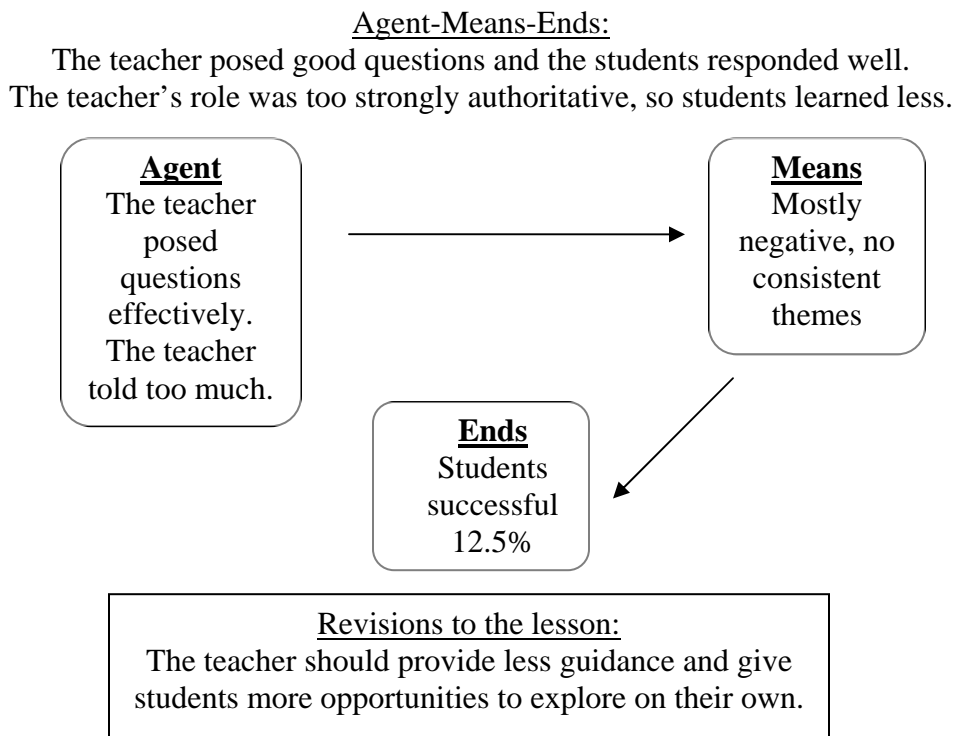 Agent-Means-Ends:
The teacher posed good questions and the students responded well.
The teacher’s role was too strongly authoritative, so students learned less.
Agent
The teacher
posed
questions
effectively.
The teacher
told too much.
Means
Mostly
negative, no
consistent
themes
Ends
Students
successful
12.5%
Revisions to the lesson:
The teacher should provide less guidance and give
students more opportunities to explore on their own.